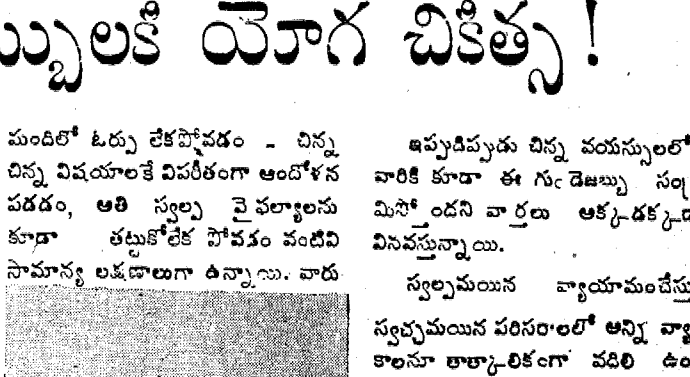 బ్బులకి యోగ చికిత్స !
మందిలో ఓర్పు లేకపోవడం - చిన్న
చిన్న విషయాలకే విపరీతంగా ఆందోళన
పడడం, అతి స్వల్ప వైఫల్యాలను
కూడా తట్టుకోలేక పోవడం వంటివి
సామాన్య లక్షణాలుగా ఉన్నాయి. వారు
ఇప్పుడిప్పుడు చిన్న వయస్సులలో
వారికి కూడా ఈ గుండెజబ్బు సంప్ర
మిస్తోందని వార్తలు అక్కడక్కడ
వినవస్తున్నాయి.
స్వల్పమయిన వ్యాయామంచేస్తు
స్వచ్ఛమయిన పరిసరాలలో అన్ని వ్యా
కాలనూ తాత్కాలికంగా వదిలి ఉం